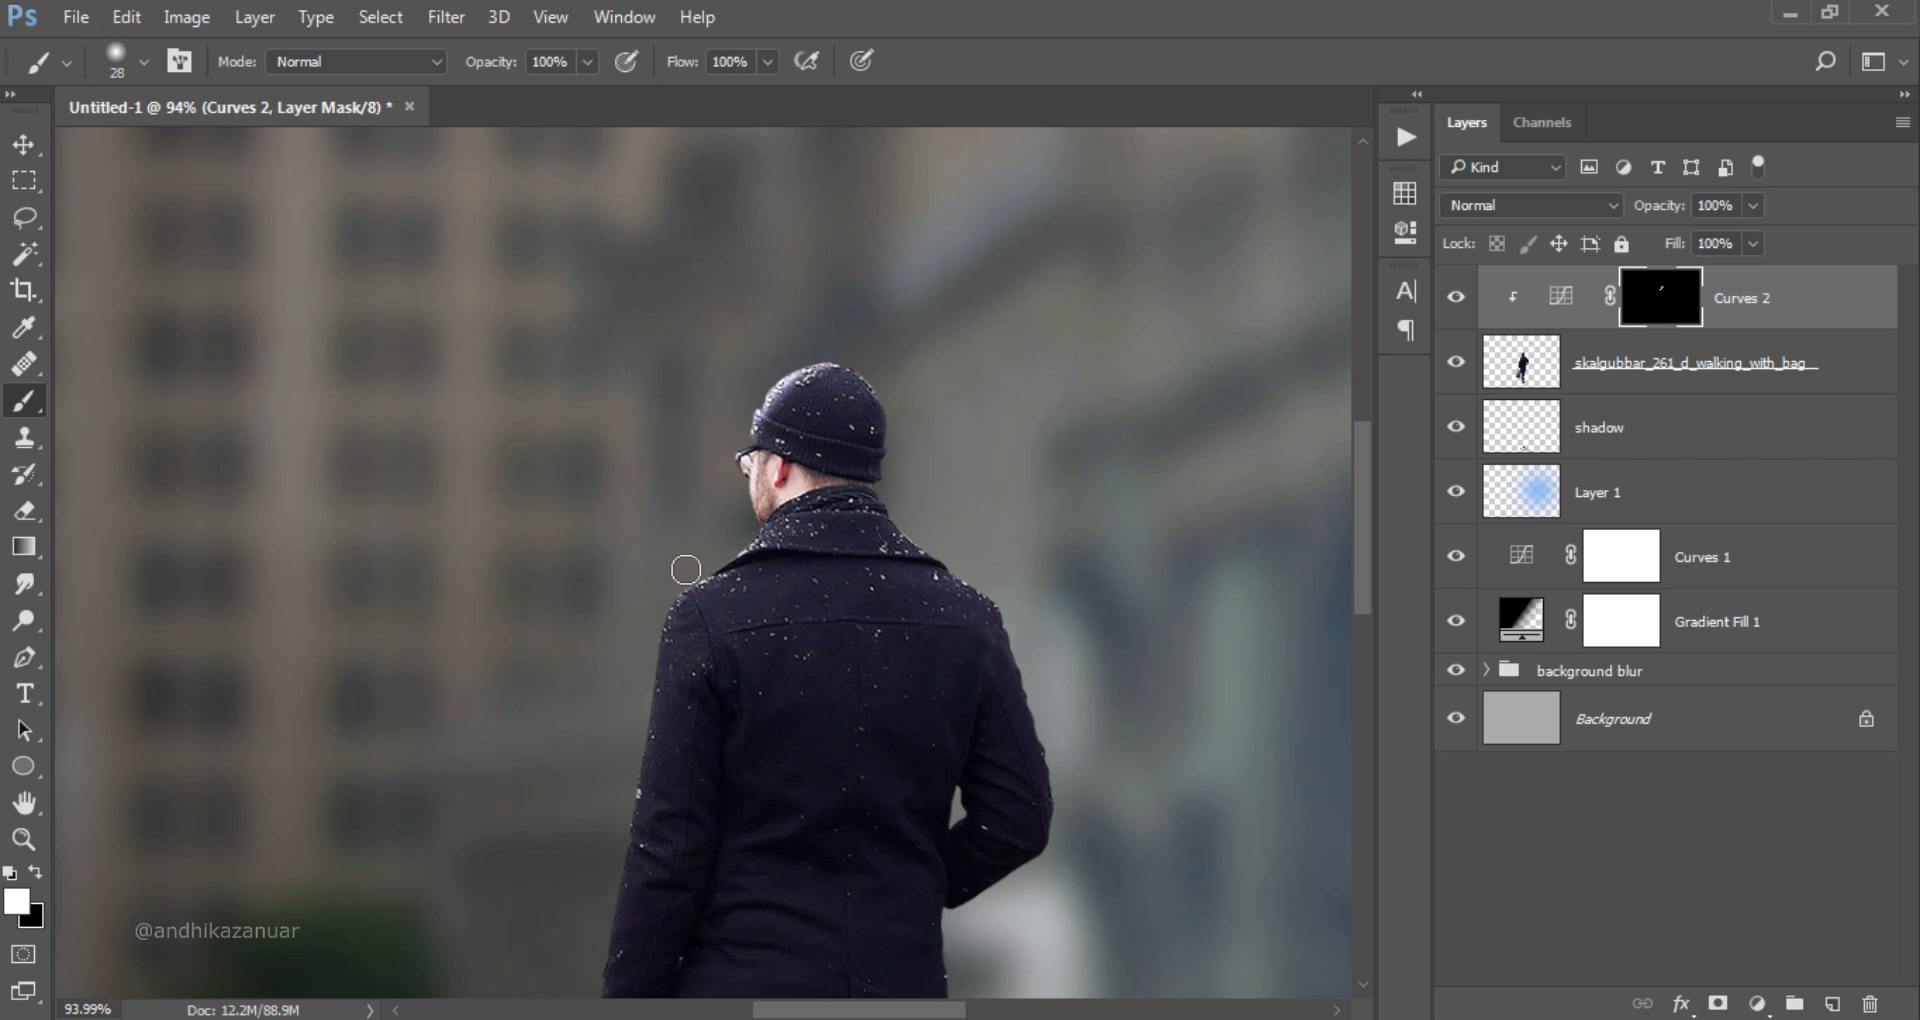 Ps File Edit Image Layer Type Select Filter 3D View Window Help
28 Mode: Normal Opacity: 100% Flow: 100%
Untitled-1 @ 94% (Curves 2, Layer Mask/8) *
Layers Channels
Kind
Normal Opacity: 100%
Lock: Fill: 100%
Curves 2
skalgubbar_261_d_walking_with_bag
shadow
Layer 1
Curves 1
Gradient Fill 1
background blur
Background
@andhikazanuar
93.99% Doc: 12.2M/88.9M